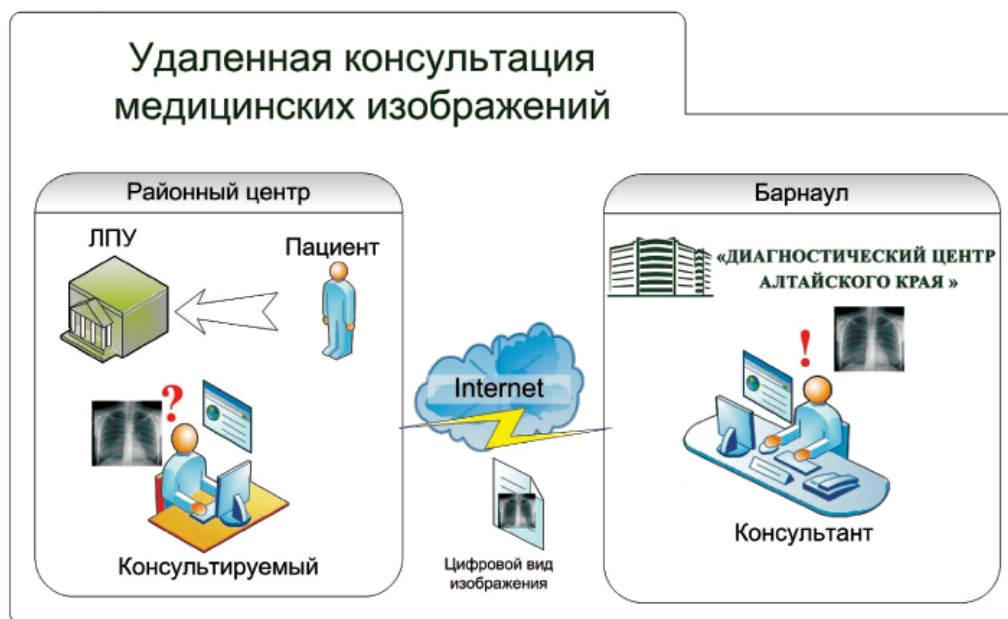 Удаленная консультация
медицинских изображений
Районный центр
ЛПУ
Пациент
?
Консультируемый
Internet
Цифровой вид
изображения
Барнаул
«ДИАГНОСТИЧЕСКИЙ ЦЕНТР
АЛТАЙСКОГО КРАЯ »
!
Консультант